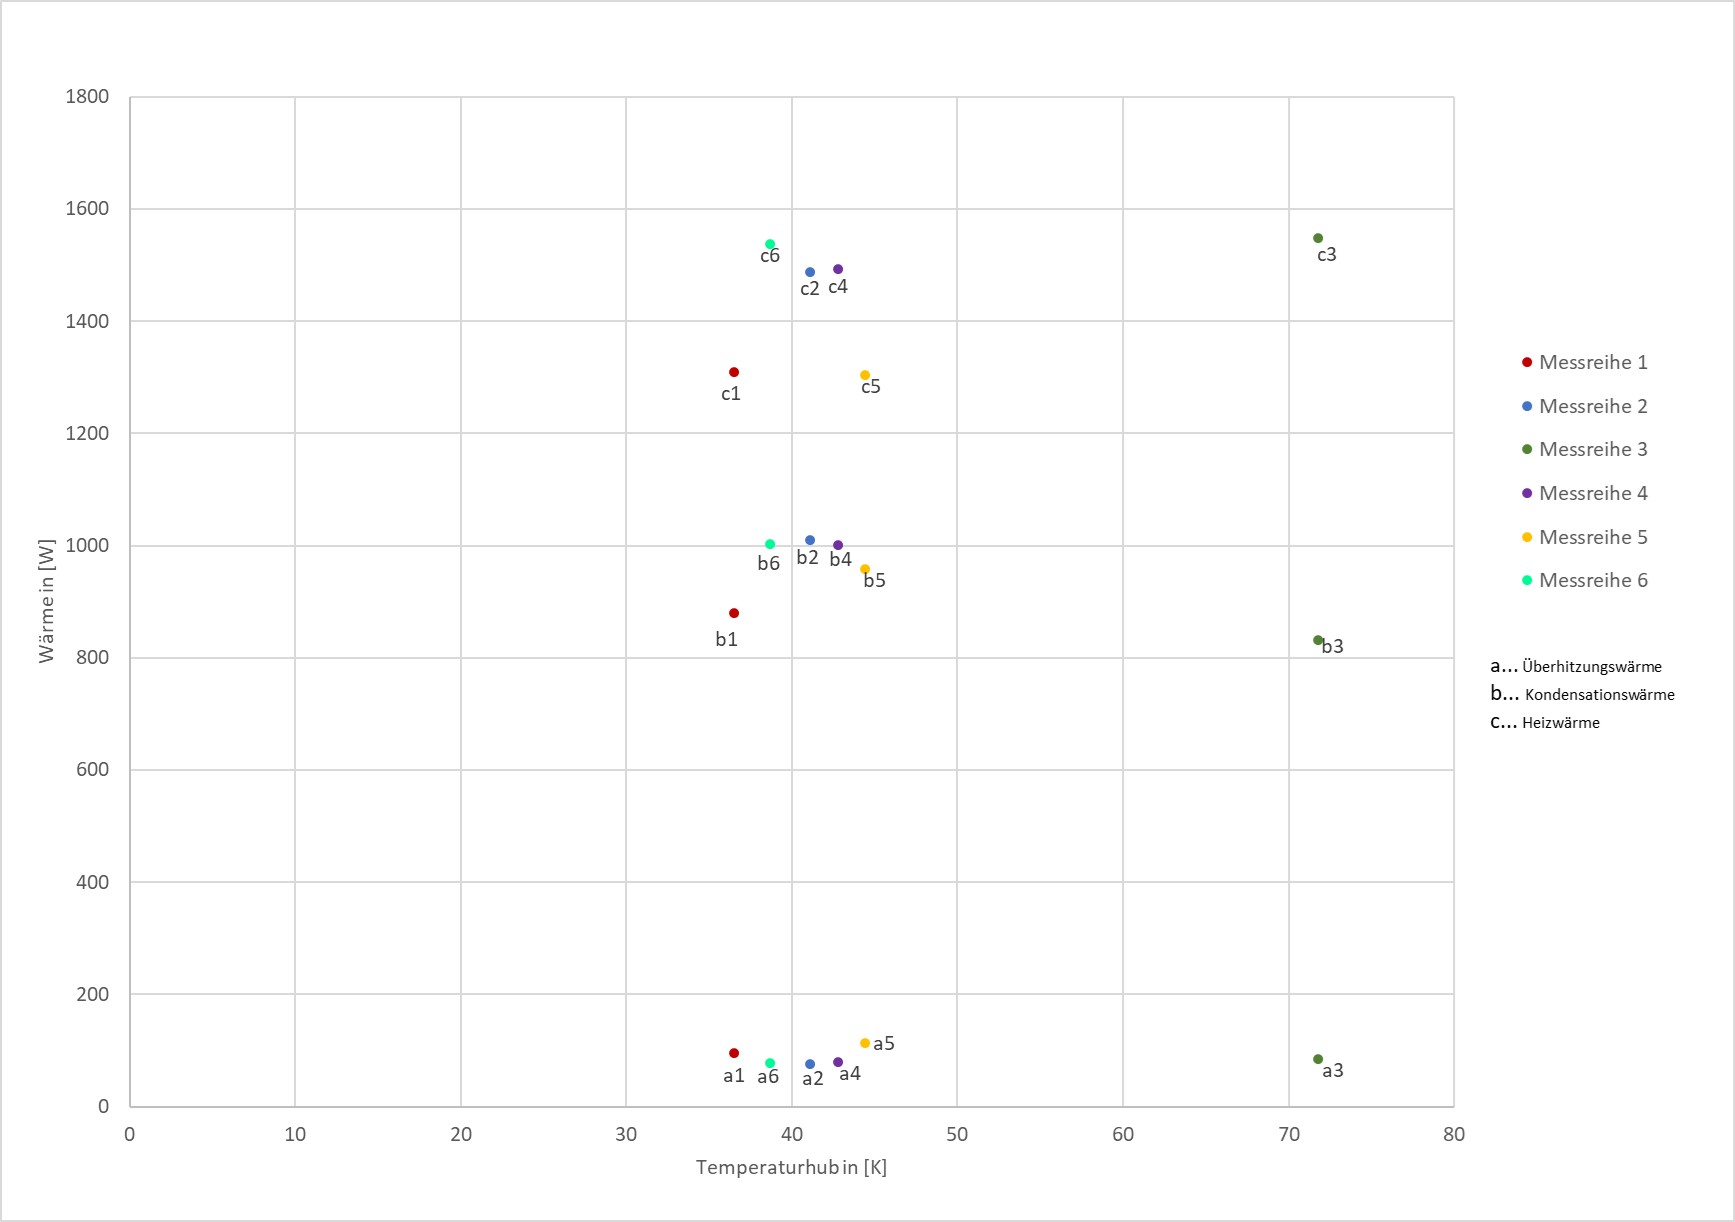 1800
1600
1400
1200
1000
800
600
400
200
0
0 10 20 30 40 50 60 70 80
Wärme in [W]
Temperaturhub in [K]
c6
c2
c4
c3
c1
c5
b6
b2
b4
b5
b1
b3
a1
a6
a2
a4
a5
a3
Messreihe 1
Messreihe 2
Messreihe 3
Messreihe 4
Messreihe 5
Messreihe 6
a... Überhitzungswärme
b... Kondensationswärme
c... Heizwärme